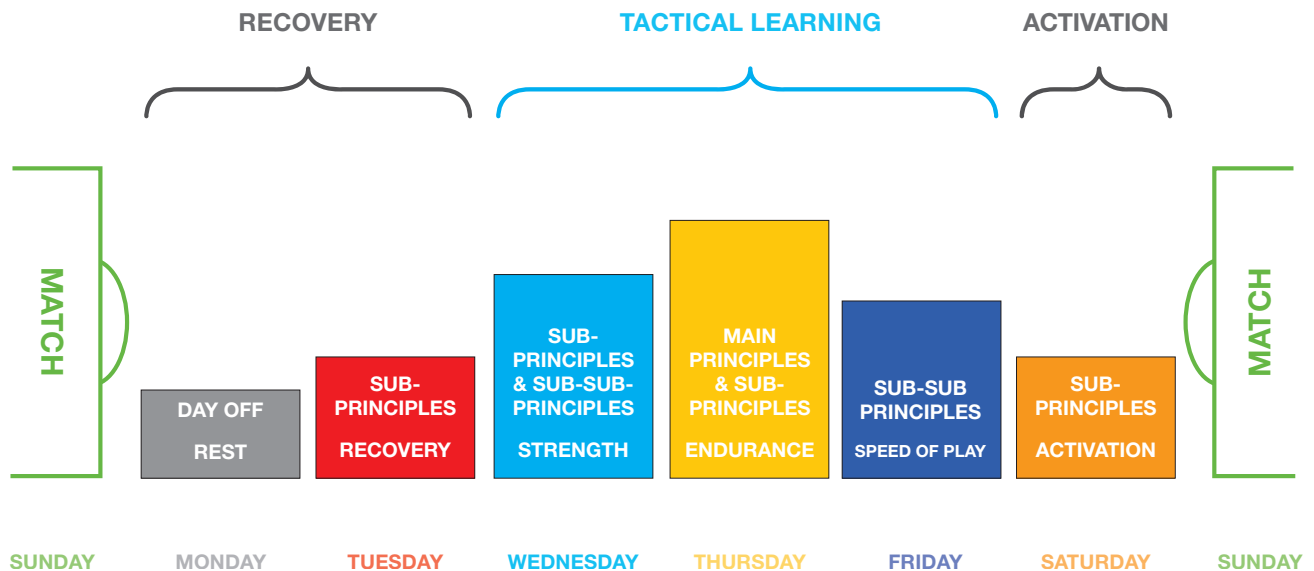 RECOVERY
TACTICAL LEARNING
ACTIVATION
MATCH
DAY OFF
REST
SUB-
PRINCIPLES
RECOVERY
SUB-
PRINCIPLES
& SUB-SUB-
PRINCIPLES
STRENGTH
MAIN
PRINCIPLES
& SUB-
PRINCIPLES
ENDURANCE
SUB-SUB
PRINCIPLES
SPEED OF PLAY
SUB-
PRINCIPLES
ACTIVATION
MATCH
SUNDAY
MONDAY
TUESDAY
WEDNESDAY
THURSDAY
FRIDAY
SATURDAY
SUNDAY